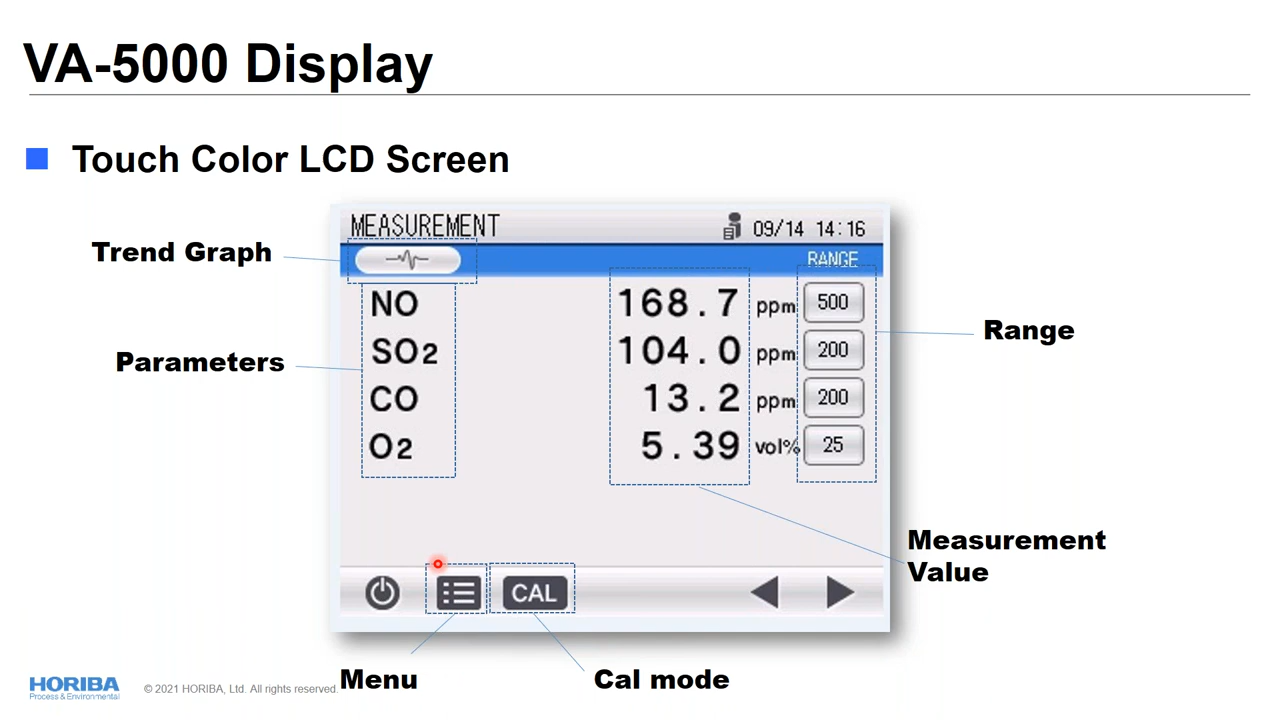 VA-5000 Display
Touch Color LCD Screen
MEASUREMENT 09/14 14:16
Trend Graph
RANGE
NO 168.7 ppm 500
Range
SO2 104.0 ppm 200
Parameters
CO 13.2 ppm 200
O2 5.39 vol% 25
Measurement
Value
CAL
Menu
Cal mode
HORIBA
Process & Environmental
© 2021 HORIBA, Ltd. All rights reserved.